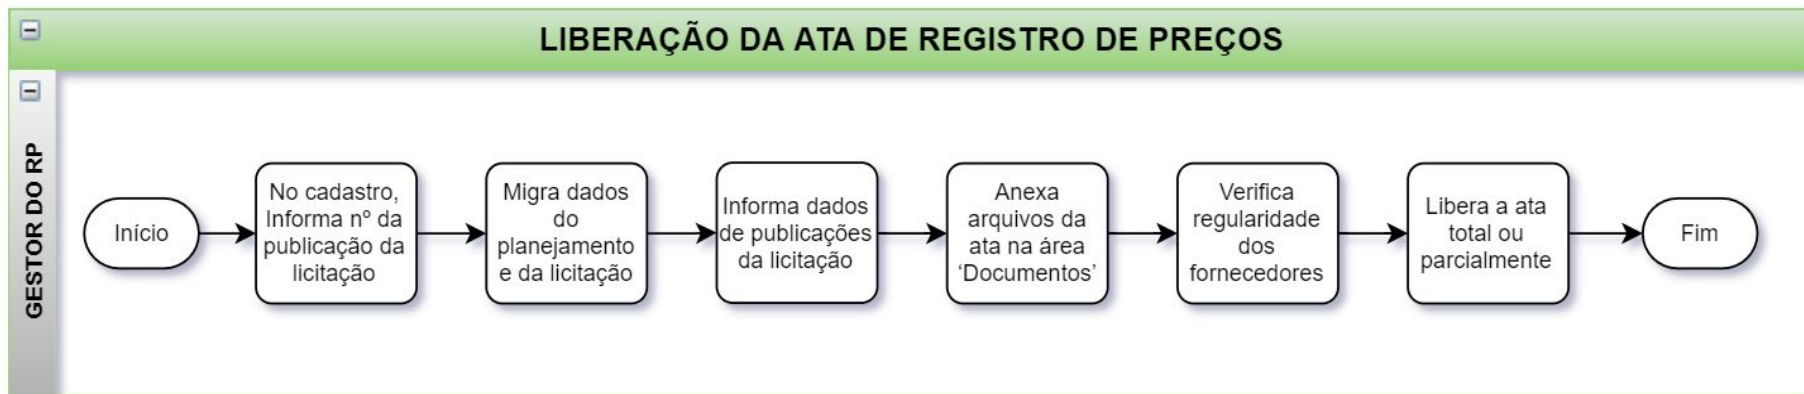 LIBERAÇÃO DA ATA DE REGISTRO DE PREÇOS
GESTOR DO RP
Início
No cadastro,
Informa nº da
publicação da
licitação
Migra dados
do
planejamento
e da licitação
Informa dados
de publicações
da licitação
Anexa
arquivos da
ata na área
‘Documentos’
Verifica
regularidade
dos
fornecedores
Libera a ata
total ou
parcialmente
Fim